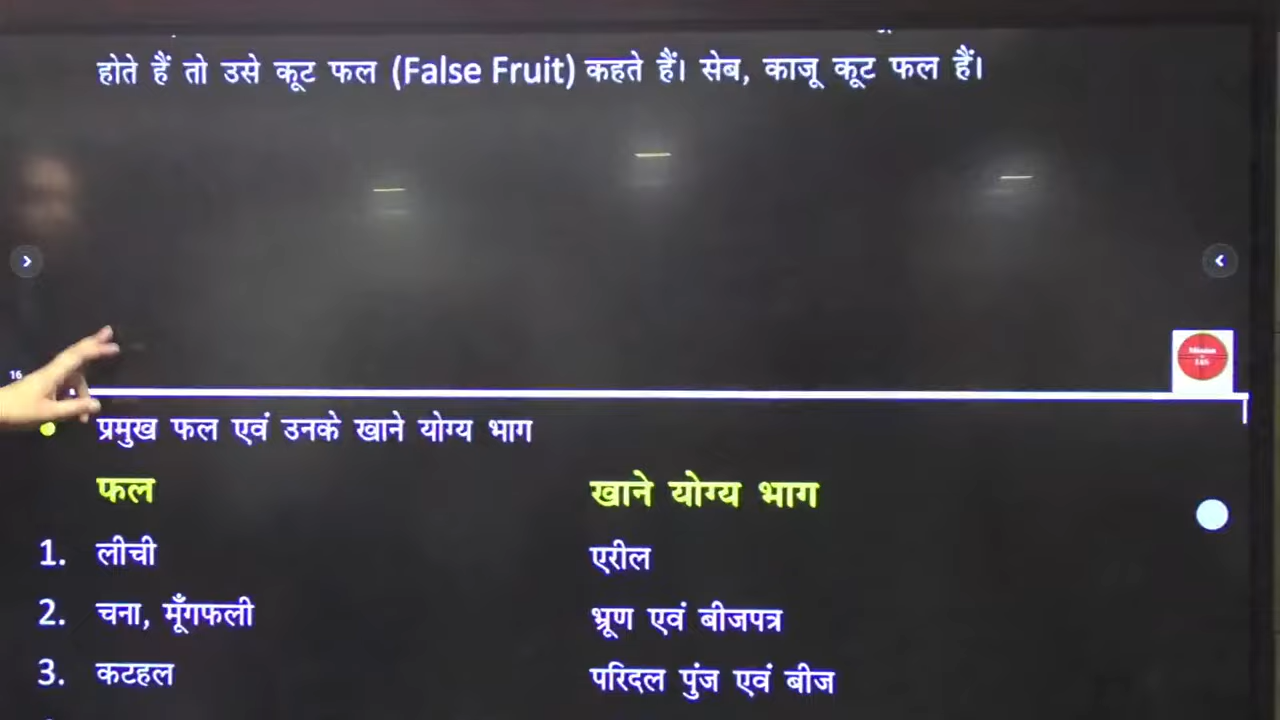 होते हैं तो उसे कूट फल (False Fruit) कहते हैं। सेब, काजू कूट फल हैं।
16
प्रमुख फल एवं उनके खाने योग्य भाग
फल खाने योग्य भाग
1. लीची एरील
2. चना, मूँगफली भ्रूण एवं बीजपत्र
3. कटहल परिदल पुंज एवं बीज